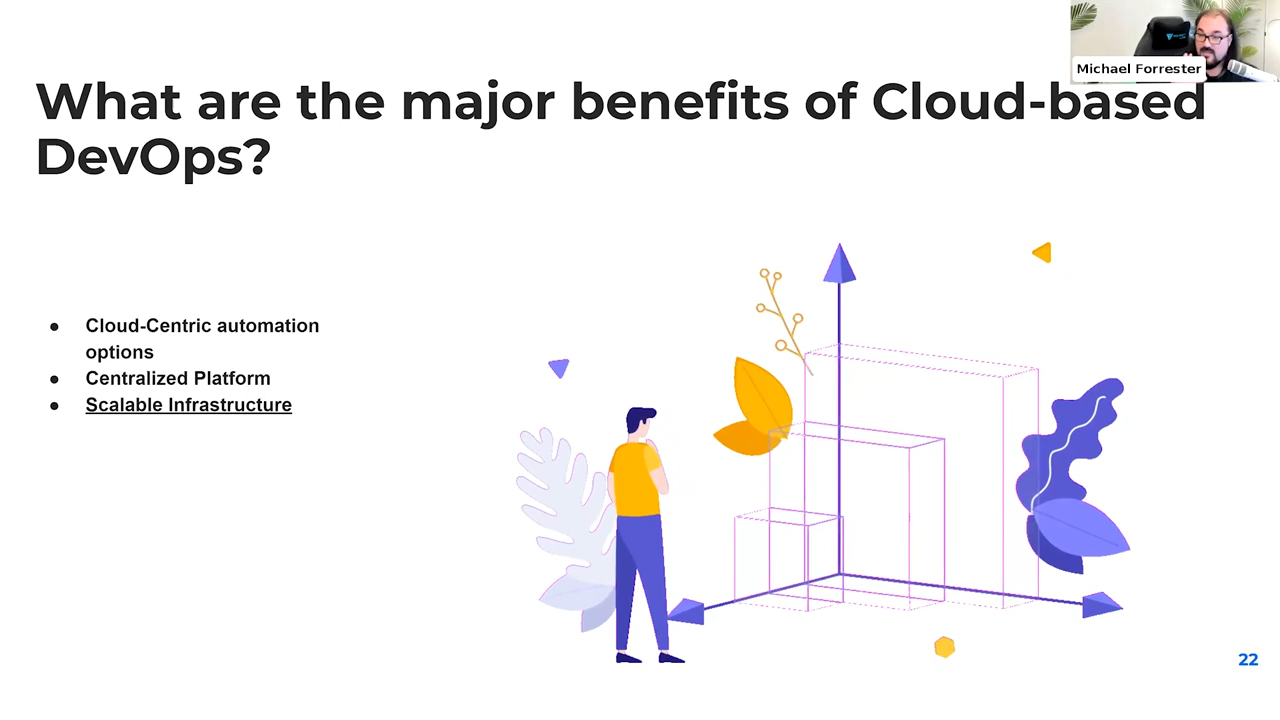 Michael Forrester
What are the major benefits of Cloud-based
DevOps?
● Cloud-Centric automation
options
● Centralized Platform
● Scalable Infrastructure
22